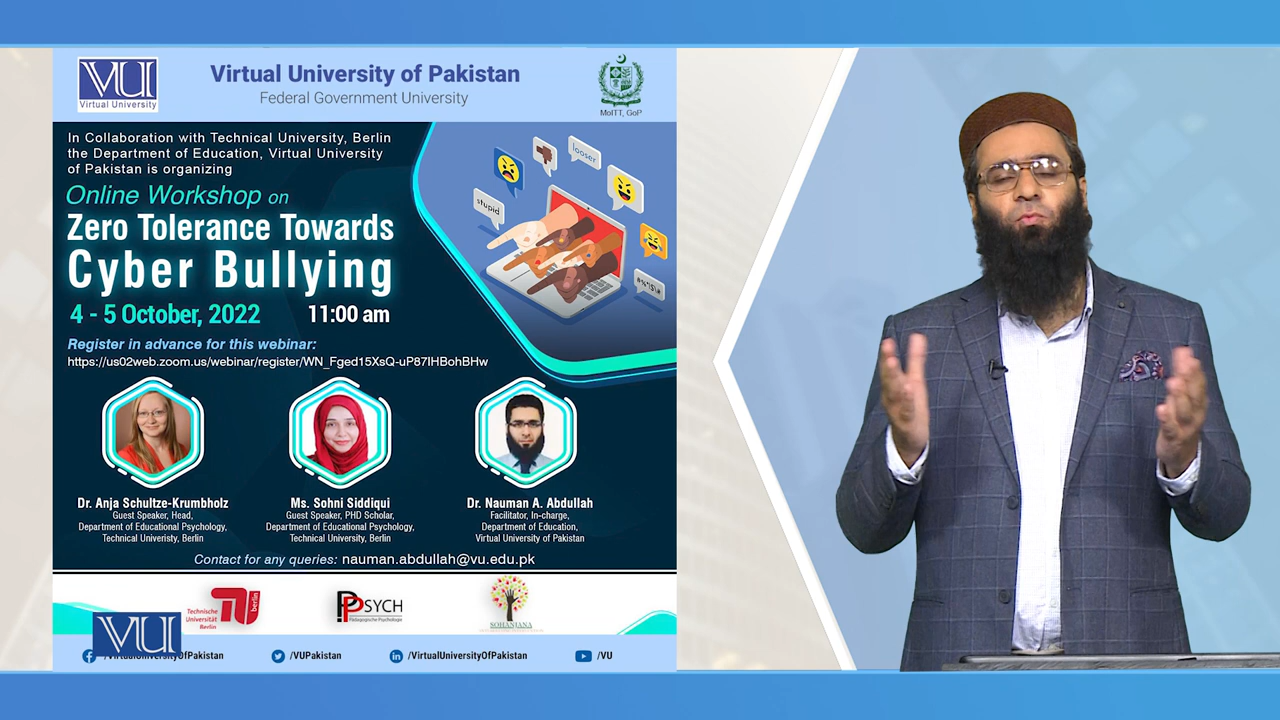 VU
Virtual University
Virtual University of Pakistan
Federal Government University
MoITT, GoP
In Collaboration with Technical University, Berlin
the Department of Education, Virtual University
of Pakistan is organizing
Online Workshop on
Zero Tolerance Towards
Cyber Bullying
4 - 5 October, 2022 11:00 am
looser
stupid
#%*!$\#
Register in advance for this webinar:
https://us02web.zoom.us/webinar/register/WN_Fged15XsQ-uP87IHBohBHw
Dr. Anja Schultze-Krumbholz
Guest Speaker, Head,
Department of Educational Psychology,
Technical Univeristy, Berlin
Ms. Sohni Siddiqui
Guest Speaker, PHD Scholar,
Department of Educational Psychology,
Technical University, Berlin
Dr. Nauman A. Abdullah
Facilitator, In-charge,
Department of Education,
Virtual University of Pakistan
Contact for any queries: nauman.abdullah@vu.edu.pk
Technische
Universität
Berlin
berlin
PPSYCH
Pädagogische Psychologie
SOHANJANA
VU
/VirtualUniversityOfPakistan
/VUPakistan
/VirtualUniversityOfPakistan
/VU